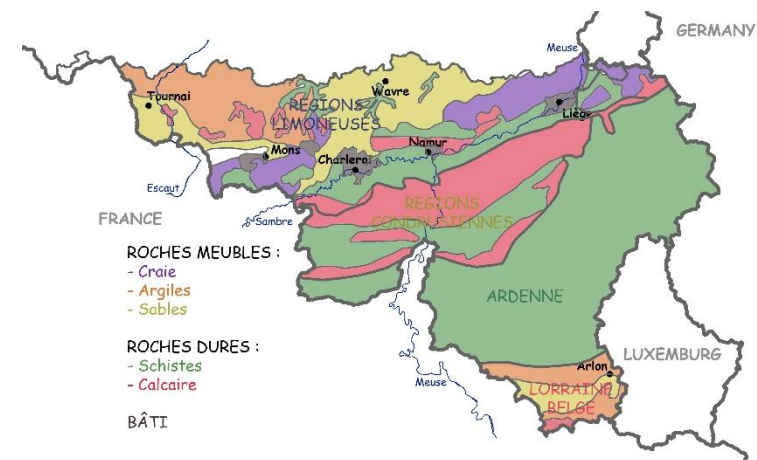 GERMANY
Meuse
Tournai
Wavre
REGIONS
LIMONEUSES
Liège
Mons
Namur
Charleroi
Escaut
Sambre
REGIONS
CONDRUSIENNES
FRANCE
ROCHES MEUBLES :
- Craie
- Argiles
- Sables
ARDENNE
ROCHES DURES :
- Schistes
- Calcaire
LUXEMBURG
Arlon
Meuse
LORRAINE
BELGE
BÂTI